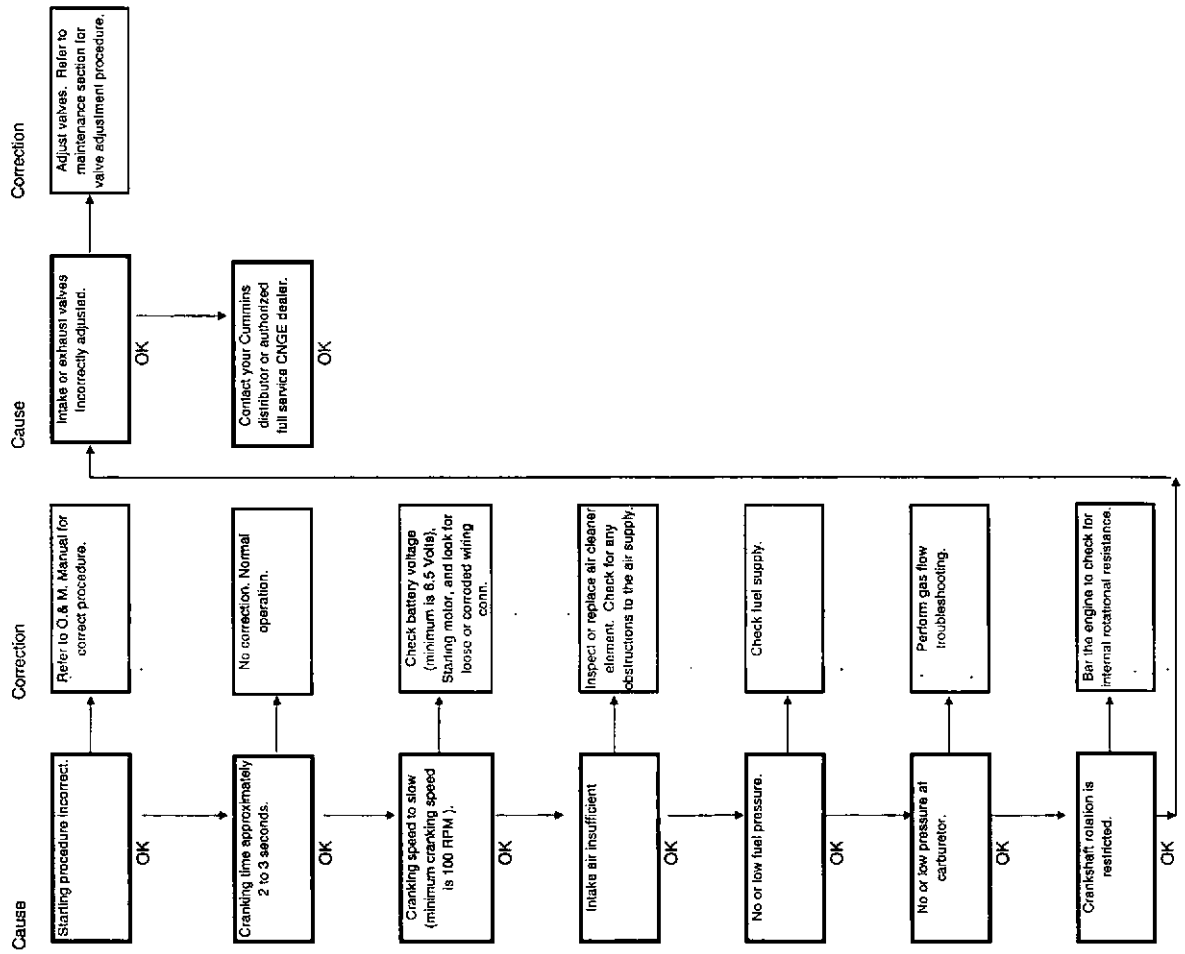 Cause
Correction
Starting procedure incorrect.
OK
Refer to O.& M. Manual for
correct procedure.
Cranking time approximately
2 to 3 seconds.
OK
No correction. Normal
operation.
Cranking speed to slow
(minimum cranking speed
is 100 RPM ).
OK
Check battery voltage
(minimum is 6.5 Volts),
Starting motor, and look for
loose or corroded wiring
conn.
Intake air insufficient
OK
Inspect or replace air cleaner
element. Check for any
obstructions to the air supply.
No or low fuel pressure.
OK
Check fuel supply.
No or low pressure at
carburetor.
OK
Perform gas flow
troubleshooting.
Crankshaft rotation is
restricted.
OK
Bar the engine to check for
internal rotational resistance.
Cause
Correction
Intake or exhaust valves
Incorrectly adjusted.
OK
Adjust valves. Refer to
maintenance section for
valve adjustment procedure.
Contact your Cummins
distributor or authorized
full service CNGE dealer.
OK